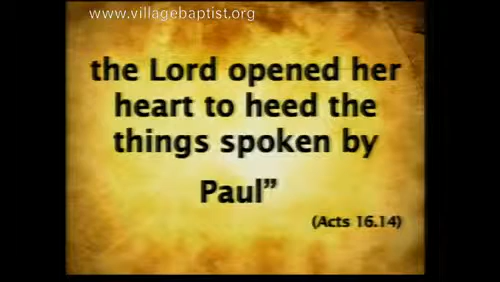 www.villagebaptist.org
the Lord opened her
heart to heed the
things spoken by
Paul”
(Acts 16.14)